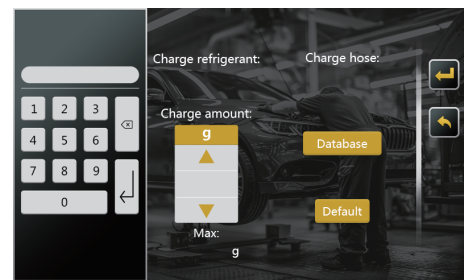 1 2 3
4 5 6
7 8 9
0
Charge refrigerant:
Charge hose:
Charge amount:
g
Database
Default
Max:
g